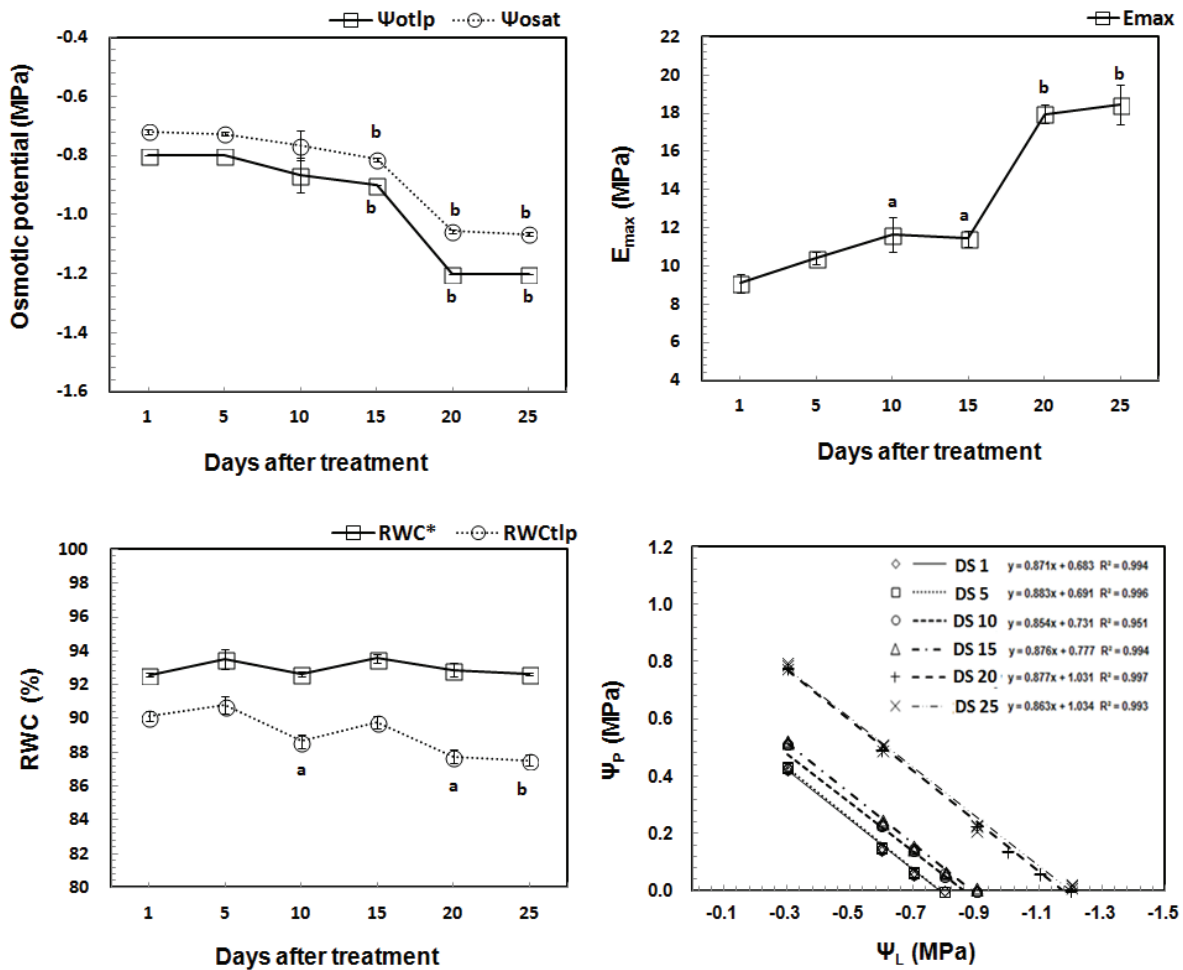 Ψotlp Ψosat
Osmotic potential (MPa)
-0.4
-0.6
-0.8
-1.0
-1.2
-1.4
-1.6
b
b
b
b
b
b
1 5 10 15 20 25
Days after treatment
Emax
E_max (MPa)
22
20
18
16
14
12
10
8
6
4
a
a
b
b
1 5 10 15 20 25
Days after treatment
RWC* RWCtlp
RWC (%)
100
98
96
94
92
90
88
86
84
82
80
a
a
b
1 5 10 15 20 25
Days after treatment
Ψ_P (MPa)
1.2
1.0
0.8
0.6
0.4
0.2
0.0
DS 1 y = 0.871x + 0.683 R² = 0.994
DS 5 y = 0.883x + 0.691 R² = 0.996
DS 10 y = 0.854x + 0.731 R² = 0.951
DS 15 y = 0.876x + 0.777 R² = 0.994
DS 20 y = 0.877x + 1.031 R² = 0.997
DS 25 y = 0.863x + 1.034 R² = 0.993
-0.1 -0.3 -0.5 -0.7 -0.9 -1.1 -1.3 -1.5
Ψ_L (MPa)